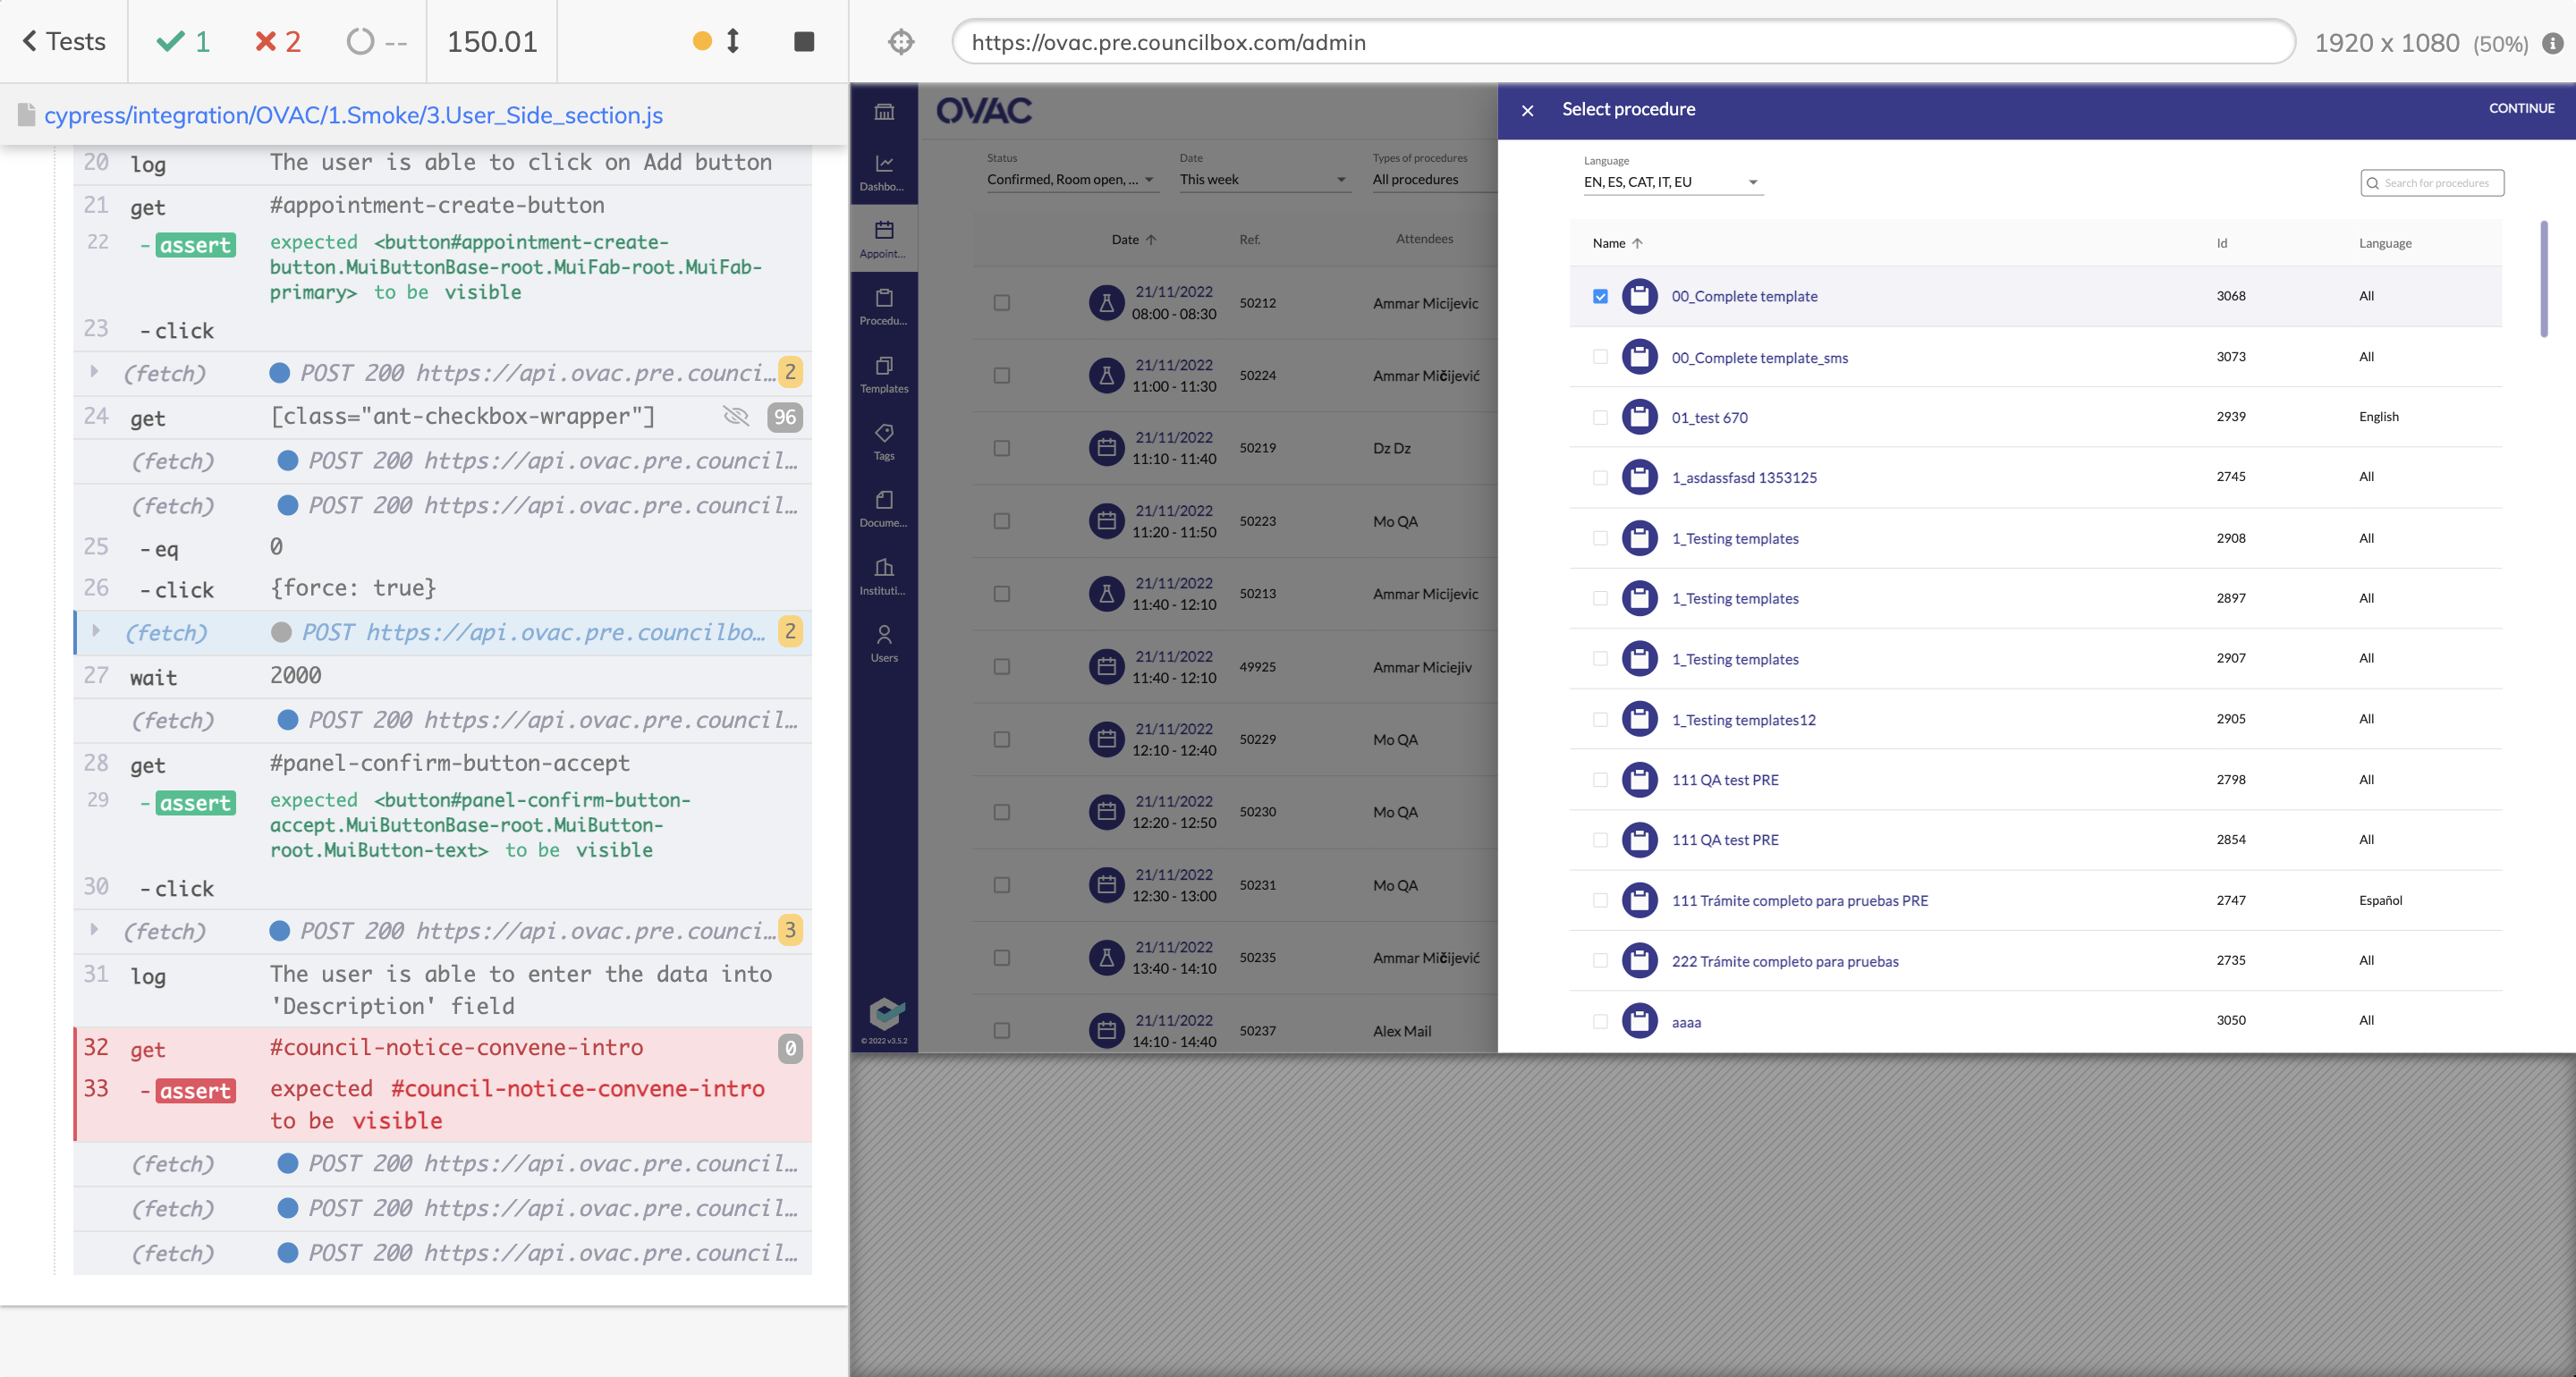 Tests
1
2
--
150.01
https://ovac.pre.councilbox.com/admin
1920 x 1080 (50%)
cypress/integration/OVAC/1.Smoke/3.User_Side_section.js
20 log The user is able to click on Add button
21 get #appointment-create-button
22 - assert expected <button#appointment-create-
button.MuiButtonBase-root.MuiFab-root.MuiFab-
primary> to be visible
23 - click
(fetch) POST 200 https://api.ovac.pre.counci… 2
24 get [class="ant-checkbox-wrapper"] 96
(fetch) POST 200 https://api.ovac.pre.council…
(fetch) POST 200 https://api.ovac.pre.council…
25 - eq 0
26 - click {force: true}
(fetch) POST https://api.ovac.pre.councilbo… 2
27 wait 2000
(fetch) POST 200 https://api.ovac.pre.council…
28 get #panel-confirm-button-accept
29 - assert expected <button#panel-confirm-button-
accept.MuiButtonBase-root.MuiButton-
root.MuiButton-text> to be visible
30 - click
(fetch) POST 200 https://api.ovac.pre.counci… 3
31 log The user is able to enter the data into
'Description' field
32 get #council-notice-convene-intro 0
33 - assert expected #council-notice-convene-intro
to be visible
(fetch) POST 200 https://api.ovac.pre.council…
(fetch) POST 200 https://api.ovac.pre.council…
(fetch) POST 200 https://api.ovac.pre.council…
Dashbo...
Appoint...
Procedu...
Templates
Tags
Docume...
Instituti...
Users
© 2022 v3.5.2
OVAC
Status Date Types of procedures
Confirmed, Room open, ... This week All procedures
Date Ref. Attendees
21/11/2022
08:00 - 08:30 50212 Ammar Micijevic
21/11/2022
11:00 - 11:30 50224 Ammar Mičijević
21/11/2022
11:10 - 11:40 50219 Dz Dz
21/11/2022
11:20 - 11:50 50223 Mo QA
21/11/2022
11:40 - 12:10 50213 Ammar Micijevic
21/11/2022
11:40 - 12:10 49925 Ammar Miciejiv
21/11/2022
12:10 - 12:40 50229 Mo QA
21/11/2022
12:20 - 12:50 50230 Mo QA
21/11/2022
12:30 - 13:00 50231 Mo QA
21/11/2022
13:40 - 14:10 50235 Ammar Mičijević
21/11/2022
14:10 - 14:40 50237 Alex Mail
Select procedure CONTINUE
Language
EN, ES, CAT, IT, EU
Search for procedures
Name Id Language
00_Complete template 3068 All
00_Complete template_sms 3073 All
01_test 670 2939 English
1_asdassfasd 1353125 2745 All
1_Testing templates 2908 All
1_Testing templates 2897 All
1_Testing templates 2907 All
1_Testing templates12 2905 All
111 QA test PRE 2798 All
111 QA test PRE 2854 All
111 Trámite completo para pruebas PRE 2747 Español
222 Trámite completo para pruebas 2735 All
aaaa 3050 All